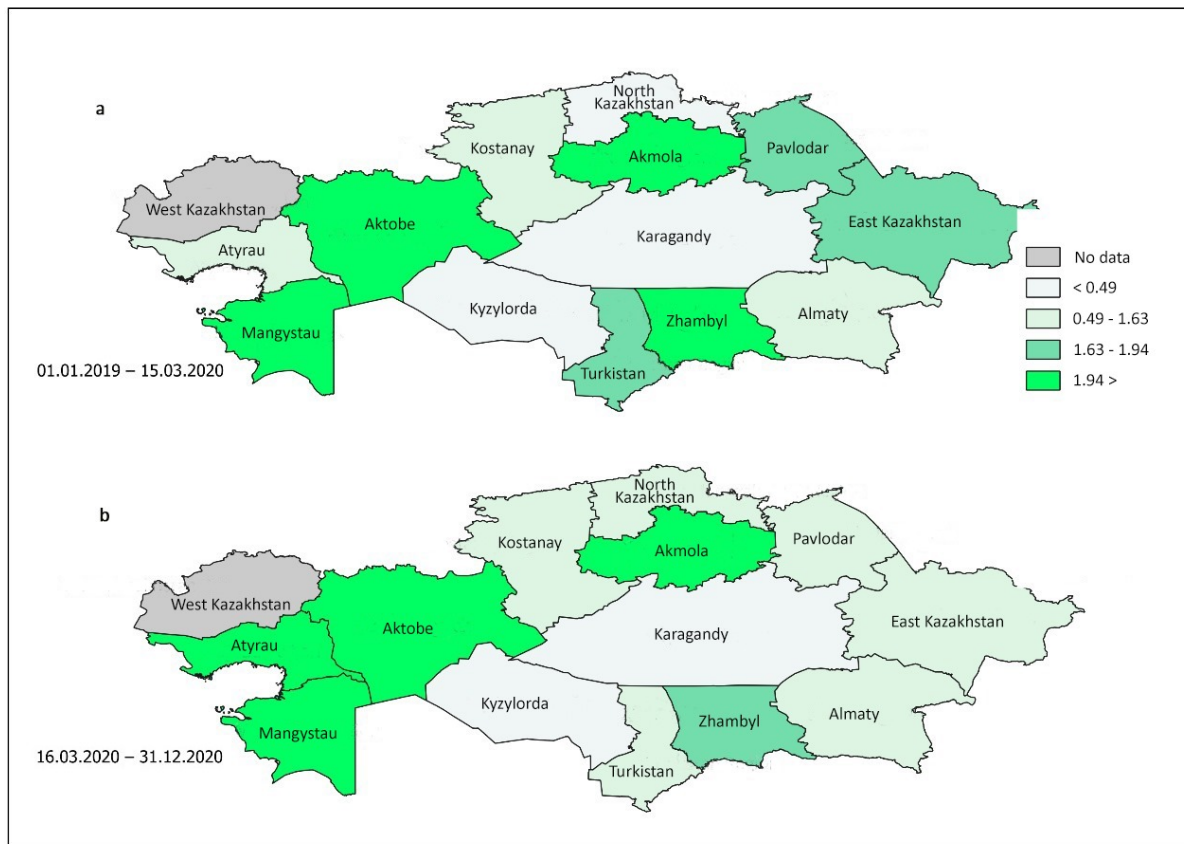 a
North
Kazakhstan
Kostanay
Akmola
Pavlodar
West Kazakhstan
Aktobe
East Kazakhstan
Atyrau
Karagandy
No data
< 0.49
Kyzylorda
Almaty
0.49 - 1.63
Mangystau
Zhambyl
1.63 - 1.94
01.01.2019 – 15.03.2020
Turkistan
1.94 >
b
North
Kazakhstan
Kostanay
Akmola
Pavlodar
West Kazakhstan
Aktobe
East Kazakhstan
Atyrau
Karagandy
Kyzylorda
Zhambyl
Almaty
Mangystau
16.03.2020 – 31.12.2020
Turkistan